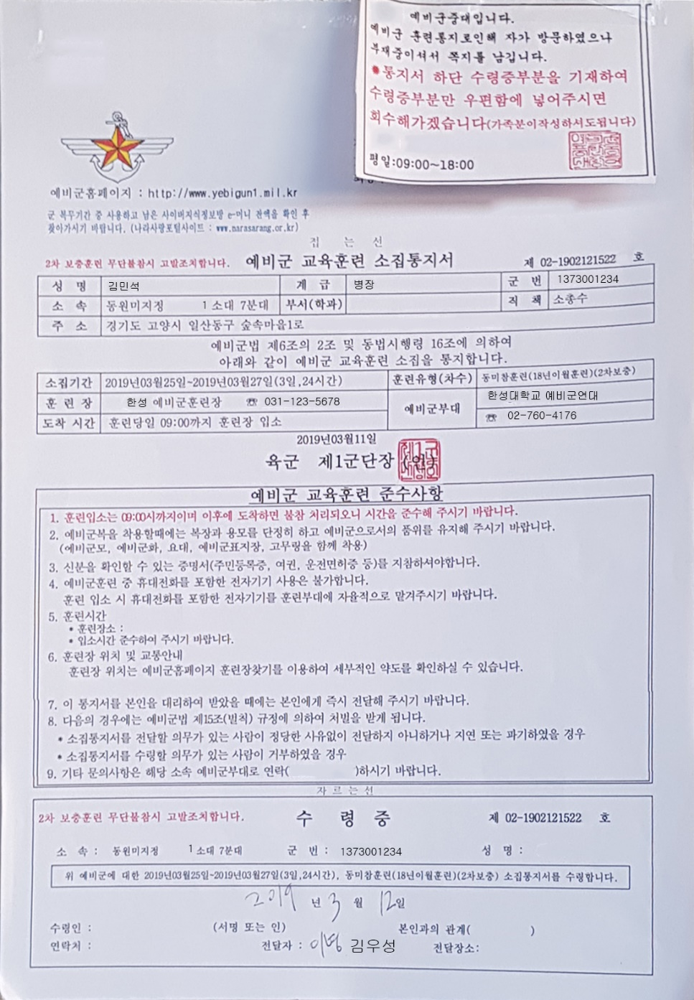 예비군중대입니다.
예비군 훈련통지로인해 자가 방문하였으나
부재중이셔서 쪽지를 남깁니다.
●통지서 하단 수령증부분을 기재하여
수령증부분만 우편함에 넣어주시면
회수해가겠습니다(가족분이작성하셔도됩니다)
평일:09:00~18:00
예비군홈페이지 : http://www.yebigun1.mil.kr
군 복무기간 중 사용하고 남은 사이버지식정보방 e-머니 잔액을 확인 후
찾아가시기 바랍니다. (나라사랑포털사이트 : www.narasarang.or.kr)
접 는 선
2차 보충훈련 무단불참시 고발조치합니다. 예비군 교육훈련 소집통지서 제 02-1902121522 호
성 명 김민석 계 급 병장 군 번 1373001234
소 속 동원미지정 1 소대 7분대 부서(학과) 직 책 소총수
주 소 경기도 고양시 일산동구 숲속마을1로
예비군법 제6조의 2조 및 동법시행령 16조에 의하여
아래와 같이 예비군 교육훈련 소집을 통지합니다.
소집기간 2019년03월25일~2019년03월27일(3일,24시간) 훈련유형(차수) 동미참훈련(18년이월훈련)(2차보충)
훈 련 장 한성 예비군훈련장 ☏ 031-123-5678 예비군부대 한성대학교 예비군연대
도착 시간 훈련당일 09:00까지 훈련장 입소 ☏ 02-760-4176
2019년03월11일
육군 제1군단장 (인)
예비군 교육훈련 준수사항
1. 훈련입소는 09:00시까지이며 이후에 도착하면 불참 처리되오니 시간을 준수해 주시기 바랍니다.
2. 예비군복을 착용할때에는 복장과 용모를 단정히 하고 예비군으로서의 품위를 유지해 주시기 바랍니다.
(예비군모, 예비군화, 요대, 예비군표지장, 고무링을 함께 착용)
3. 신분을 확인할 수 있는 증명서(주민등록증, 여권, 운전면허증 등)를 지참하셔야합니다.
4. 예비군훈련 중 휴대전화를 포함한 전자기기 사용은 불가합니다.
훈련 입소 시 휴대전화를 포함한 전자기기를 훈련부대에 자율적으로 맡겨주시기 바랍니다.
5. 훈련시간
* 훈련장소 :
* 입소시간 준수하여 주시기 바랍니다.
6. 훈련장 위치 및 교통안내
훈련장 위치는 예비군홈페이지 훈련장찾기를 이용하여 세부적인 약도를 확인하실 수 있습니다.
7. 이 통지서를 본인을 대리하여 받았을 때에는 본인에게 즉시 전달해 주시기 바랍니다.
8. 다음의 경우에는 예비군법 제15조(벌칙) 규정에 의하여 처벌을 받게 됩니다.
* 소집통지서를 전달할 의무가 있는 사람이 정당한 사유없이 전달하지 아니하거나 지연 또는 파기하였을 경우
* 소집통지서를 수령할 의무가 있는 사람이 거부하였을 경우
9. 기타 문의사항은 해당 소속 예비군부대로 연락( )하시기 바랍니다.
자 르 는 선
2차 보충훈련 무단불참시 고발조치합니다. 수 령 증 제 02-1902121522 호
소 속 : 동원미지정 1 소대 7분대 군 번 : 1373001234 성 명 :
위 예비군에 대한 2019년03월25일~2019년03월27일(3일,24시간), 동미참훈련(18년이월훈련)(2차보충) 소집통지서를 수령합니다.
2019 년 3 월 12일
수령인 : (서명 또는 인) 본인과의 관계( )
연락처 : 전달자 : 김우성 전달장소: